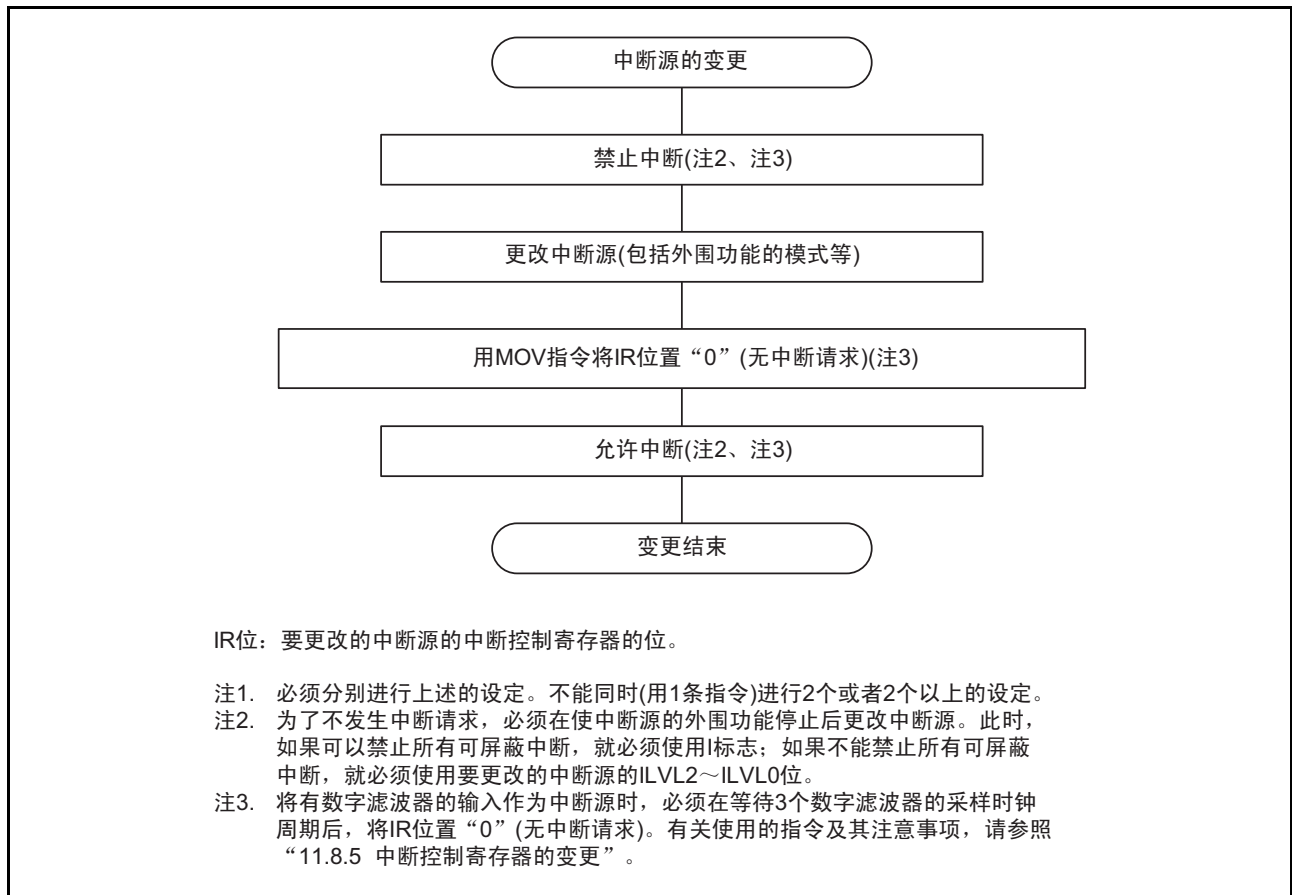 中断源的变更
禁止中断(注2、注3)
更改中断源(包括外围功能的模式等)
用MOV指令将IR位置“0”(无中断请求)(注3)
允许中断(注2、注3)
变更结束
IR位：要更改的中断源的中断控制寄存器的位。
注1. 必须分别进行上述的设定。不能同时(用1条指令)进行2个或者2个以上的设定。
注2. 为了不发生中断请求，必须在使中断源的外围功能停止后更改中断源。此时，
如果可以禁止所有可屏蔽中断，就必须使用I标志；如果不能禁止所有可屏蔽
中断，就必须使用要更改的中断源的ILVL2～ILVL0位。
注3. 将有数字滤波器的输入作为中断源时，必须在等待3个数字滤波器的采样时钟
周期后，将IR位置“0”(无中断请求)。有关使用的指令及其注意事项，请参照
“11.8.5 中断控制寄存器的变更”。